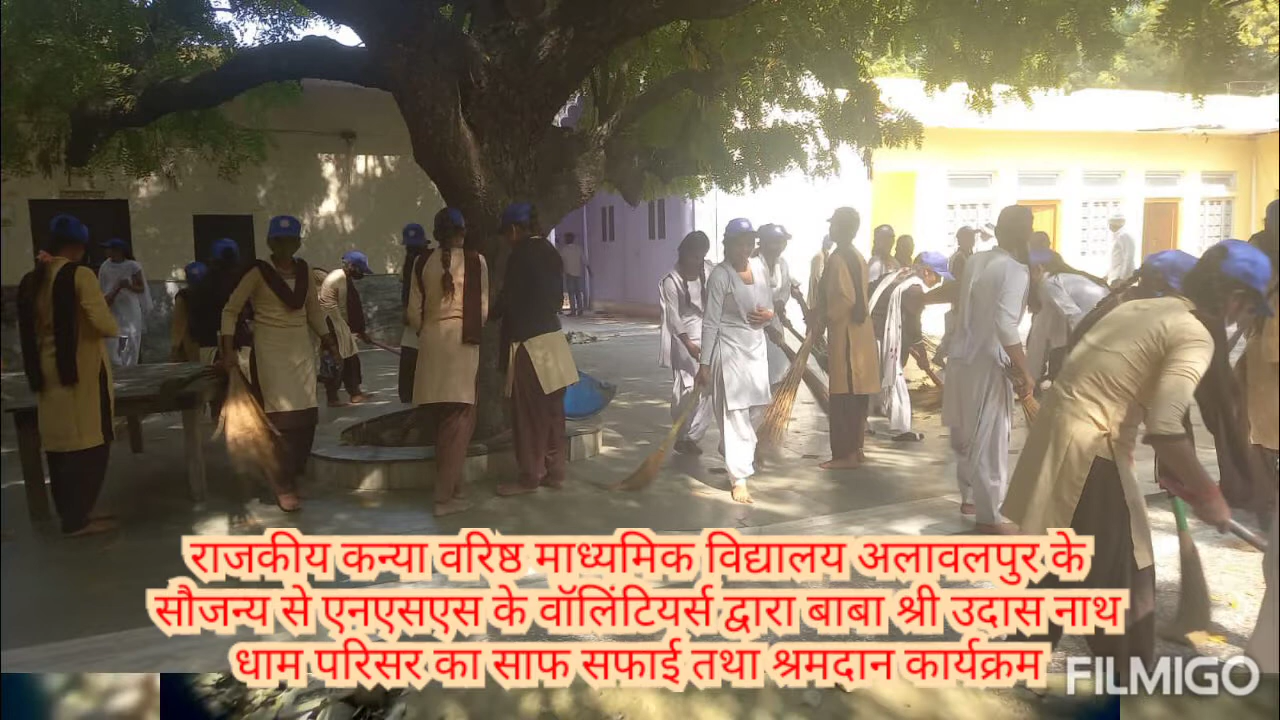 राजकीय कन्या वरिष्ठ माध्यमिक विद्यालय अलावलपुर के
सौजन्य से एनएसएस के वॉलिंटियर्स द्वारा बाबा श्री उदास नाथ
धाम परिसर का साफ सफाई तथा श्रमदान कार्यक्रम
FILMIGO